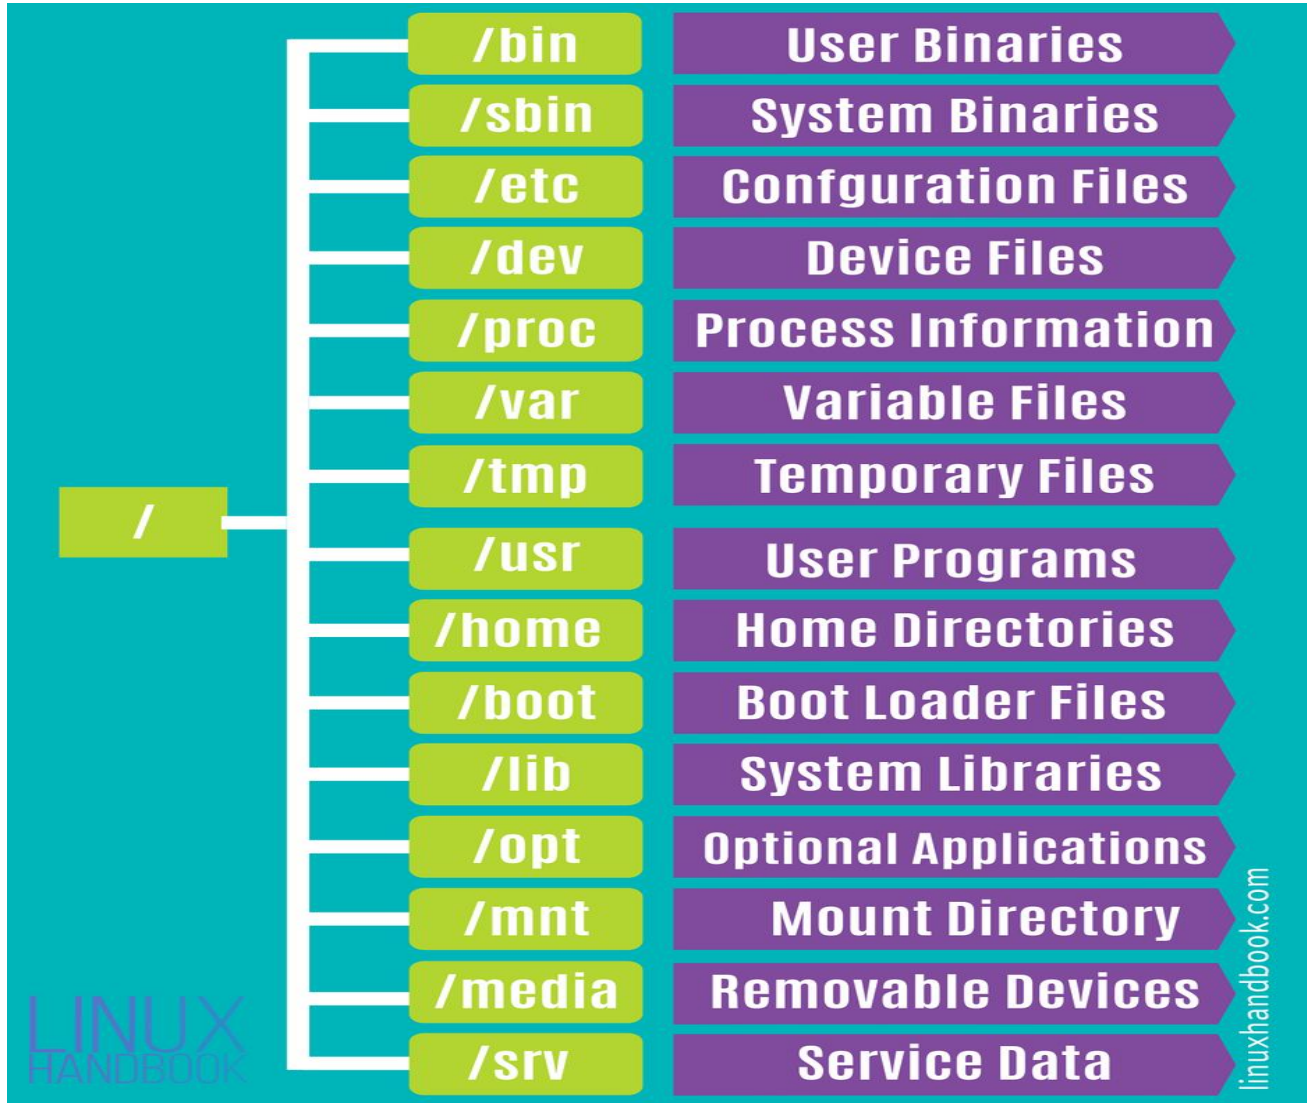 /
/bin User Binaries
/sbin System Binaries
/etc Confguration Files
/dev Device Files
/proc Process Information
/var Variable Files
/tmp Temporary Files
/usr User Programs
/home Home Directories
/boot Boot Loader Files
/lib System Libraries
/opt Optional Applications
/mnt Mount Directory
/media Removable Devices
/srv Service Data
LINUX
HANDBOOK
linuxhandbook.com